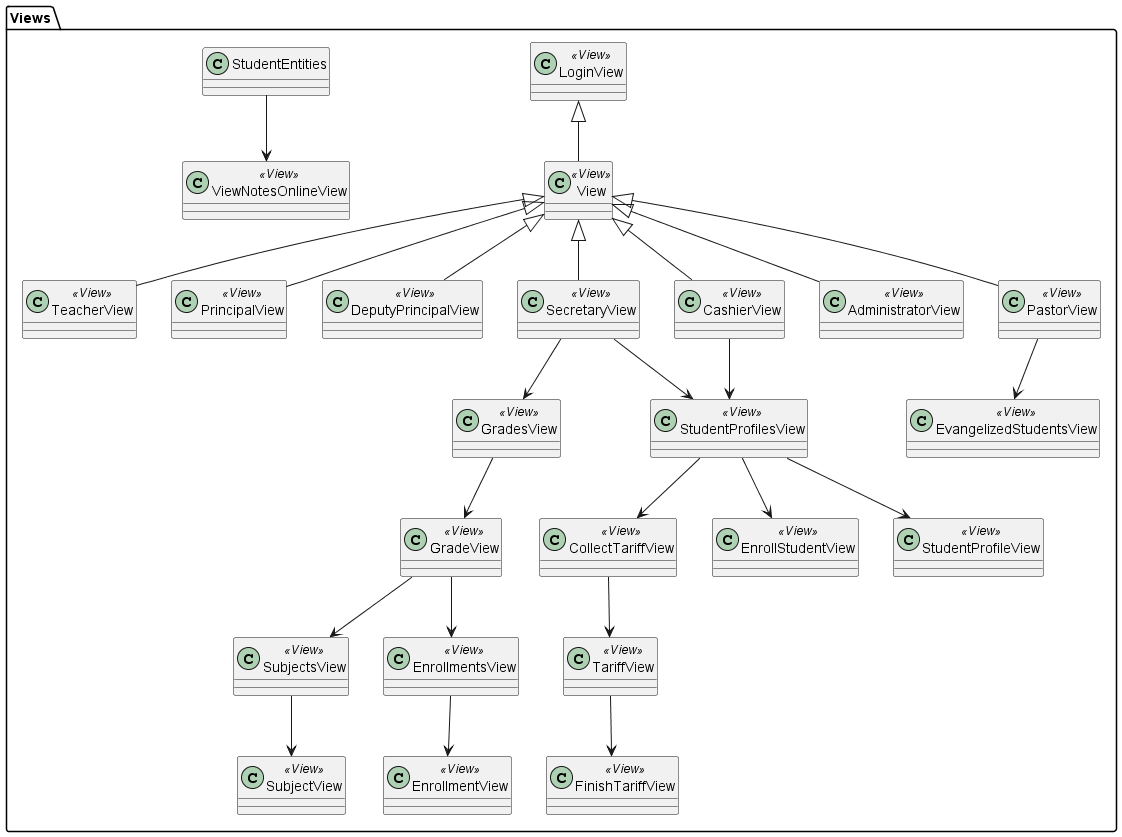 Views
C StudentEntities
«View»
C LoginView
«View»
C ViewNotesOnlineView
«View»
C View
«View»
C TeacherView
«View»
C PrincipalView
«View»
C DeputyPrincipalView
«View»
C SecretaryView
«View»
C CashierView
«View»
C AdministratorView
«View»
C PastorView
«View»
C GradesView
«View»
C StudentProfilesView
«View»
C EvangelizedStudentsView
«View»
C GradeView
«View»
C CollectTariffView
«View»
C EnrollStudentView
«View»
C StudentProfileView
«View»
C SubjectsView
«View»
C EnrollmentsView
«View»
C TariffView
«View»
C SubjectView
«View»
C EnrollmentView
«View»
C FinishTariffView